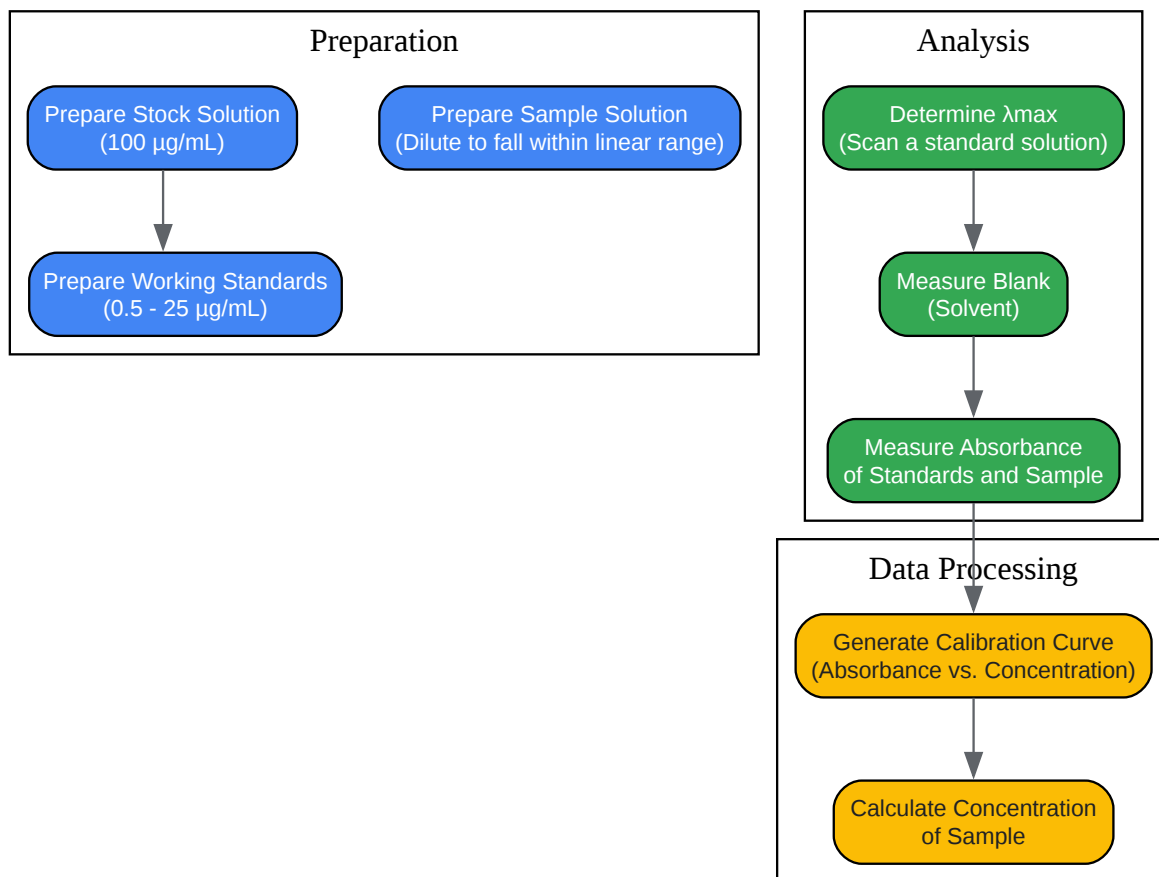 Preparation
Prepare Stock Solution
(100 µg/mL)
Prepare Sample Solution
(Dilute to fall within linear range)
Prepare Working Standards
(0.5 - 25 µg/mL)
Analysis
Determine λmax
(Scan a standard solution)
Measure Blank
(Solvent)
Measure Absorbance
of Standards and Sample
Data Processing
Generate Calibration Curve
(Absorbance vs. Concentration)
Calculate Concentration
of Sample